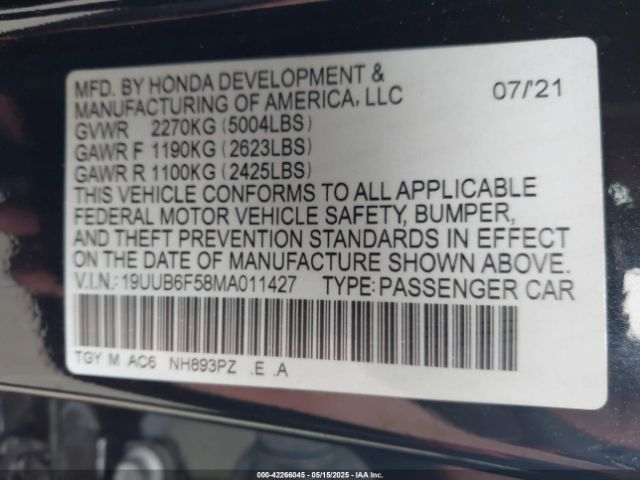 MFD. BY HONDA DEVELOPMENT &
MANUFACTURING OF AMERICA, LLC 07/'21
GVWR 2270KG (5004LBS)
GAWR F 1190KG (2623LBS)
GAWR R 1100KG (2425LBS)
THIS VEHICLE CONFORMS TO ALL APPLICABLE
FEDERAL MOTOR VEHICLE SAFETY, BUMPER,
AND THEFT PREVENTION STANDARDS IN EFFECT
ON THE DATE OF MANUFACTURE SHOWN ABOVE.
V.I.N.: 19UUB6F58MA011427 TYPE: PASSENGER CAR
TGY M AC6 NH893PZ .E .A
000-42266045 - 05/15/2025 - IAA Inc.